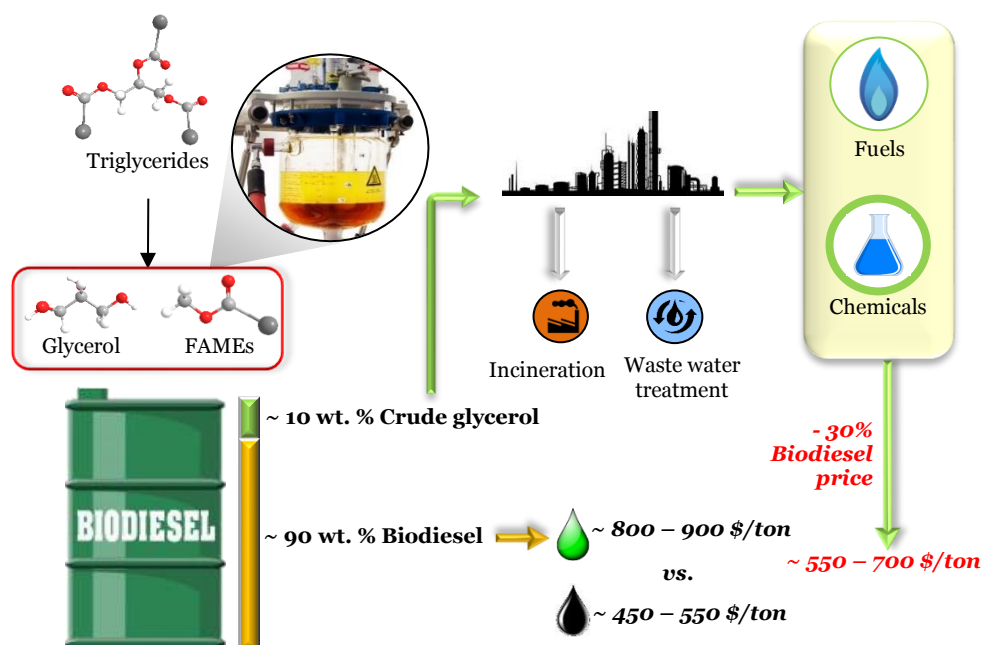 Triglycerides
Glycerol
FAMEs
Fuels
Chemicals
Incineration
Waste water
treatment
~ 10 wt. % Crude glycerol
- 30%
Biodiesel
price
BIODIESEL
~ 90 wt. % Biodiesel
~ 800 – 900 $/ton
vs.
~ 450 – 550 $/ton
~ 550 – 700 $/ton